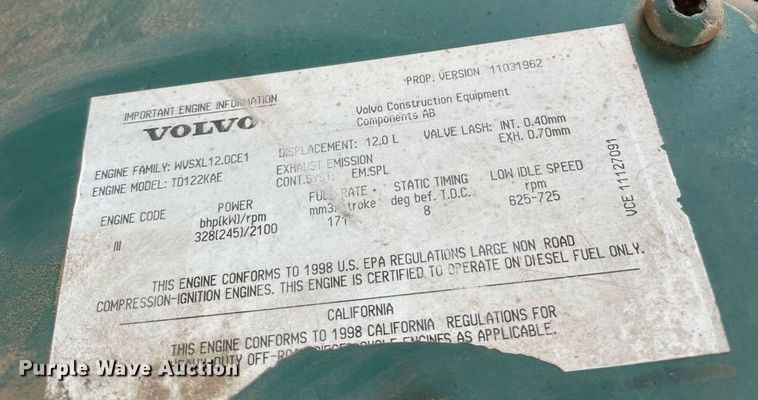 PROP. VERSION 11031962
IMPORTANT ENGINE INFORMATION
VOLVO
Volvo Construction Equipment
Components AB
ENGINE FAMILY: WVSXL12.0CE1
ENGINE MODEL: TD122KAE
DISPLACEMENT: 12.0 L
EXHAUST EMISSION
CONT.SYST: EM:SPL
VALVE LASH: INT. 0.40mm
EXH. 0.70mm
ENGINE CODE
III
POWER
bhp(kW)/rpm
328(245)/2100
FULL RATE
171
STATIC TIMING
deg bef. T.D.C.
8
LOW IDLE SPEED
rpm
625-725
VCE 11127091
THIS ENGINE CONFORMS TO 1998 U.S. EPA REGULATIONS LARGE NON ROAD
COMPRESSION-IGNITION ENGINES. THIS ENGINE IS CERTIFIED TO OPERATE ON DIESEL FUEL ONLY.
CALIFORNIA
THIS ENGINE CONFORMS TO 1998 CALIFORNIA REGULATIONS FOR
HEAVY-DUTY ENGINES AS APPLICABLE.
Purple Wave Auction